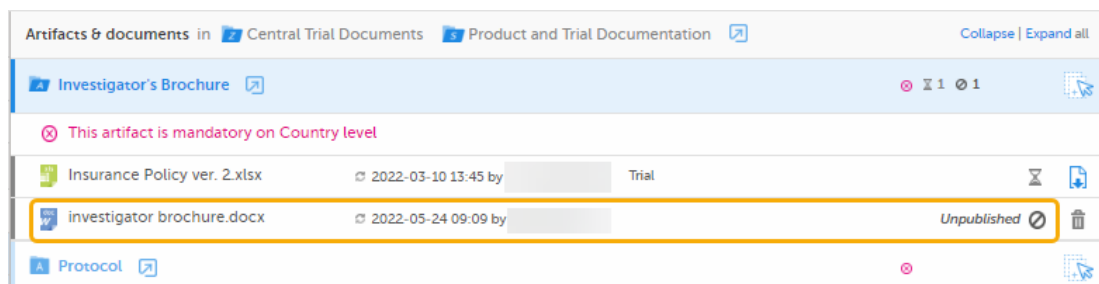 Artifacts & documents in Central Trial Documents Product and Trial Documentation Collapse | Expand all
Investigator's Brochure 1 1
This artifact is mandatory on Country level
Insurance Policy ver. 2.xlsx 2022-03-10 13:45 by Trial
investigator brochure.docx 2022-05-24 09:09 by Unpublished
Protocol